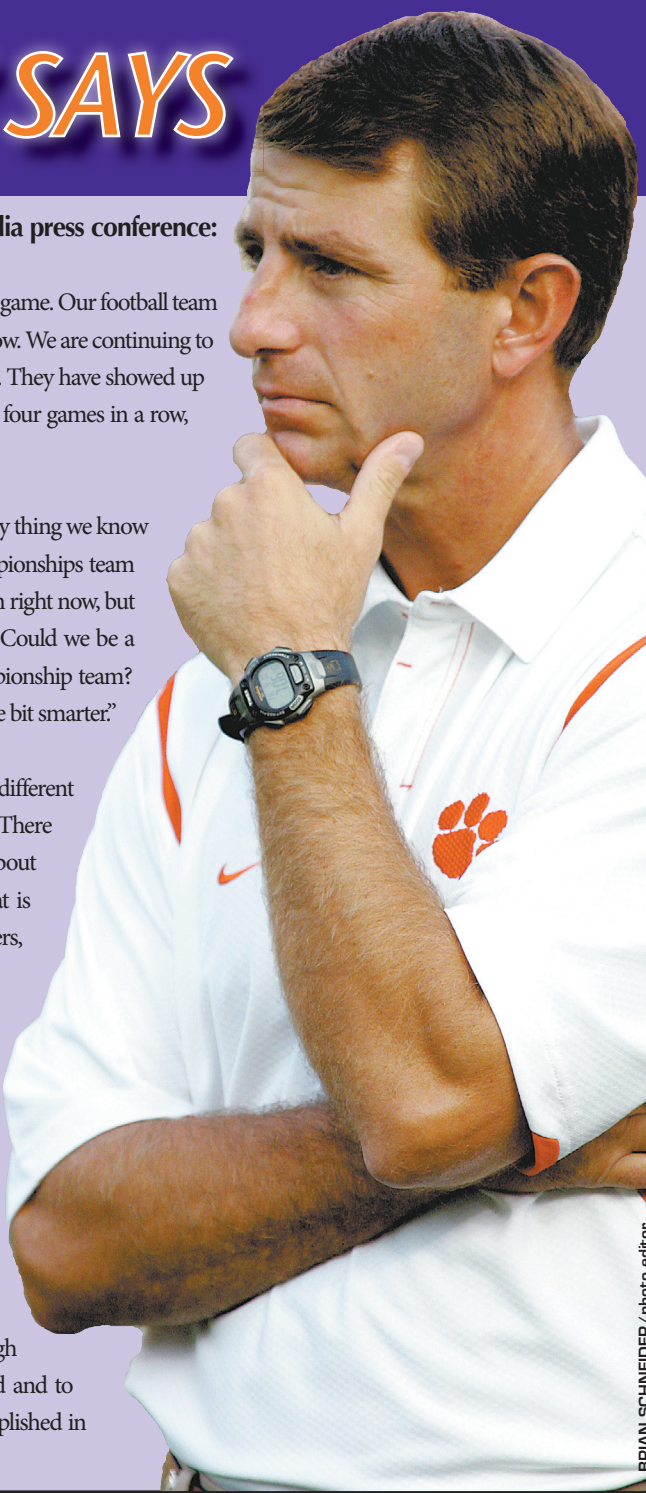 SAYS
dia press conference:
game. Our football team
ow. We are continuing to
. They have showed up
four games in a row,
y thing we know
pionships team
n right now, but
Could we be a
pionship team?
e bit smarter."
different
There
bout
t is
ers,
gh
d and to
plished in
BRIAN SCHNEIDER/photo editor